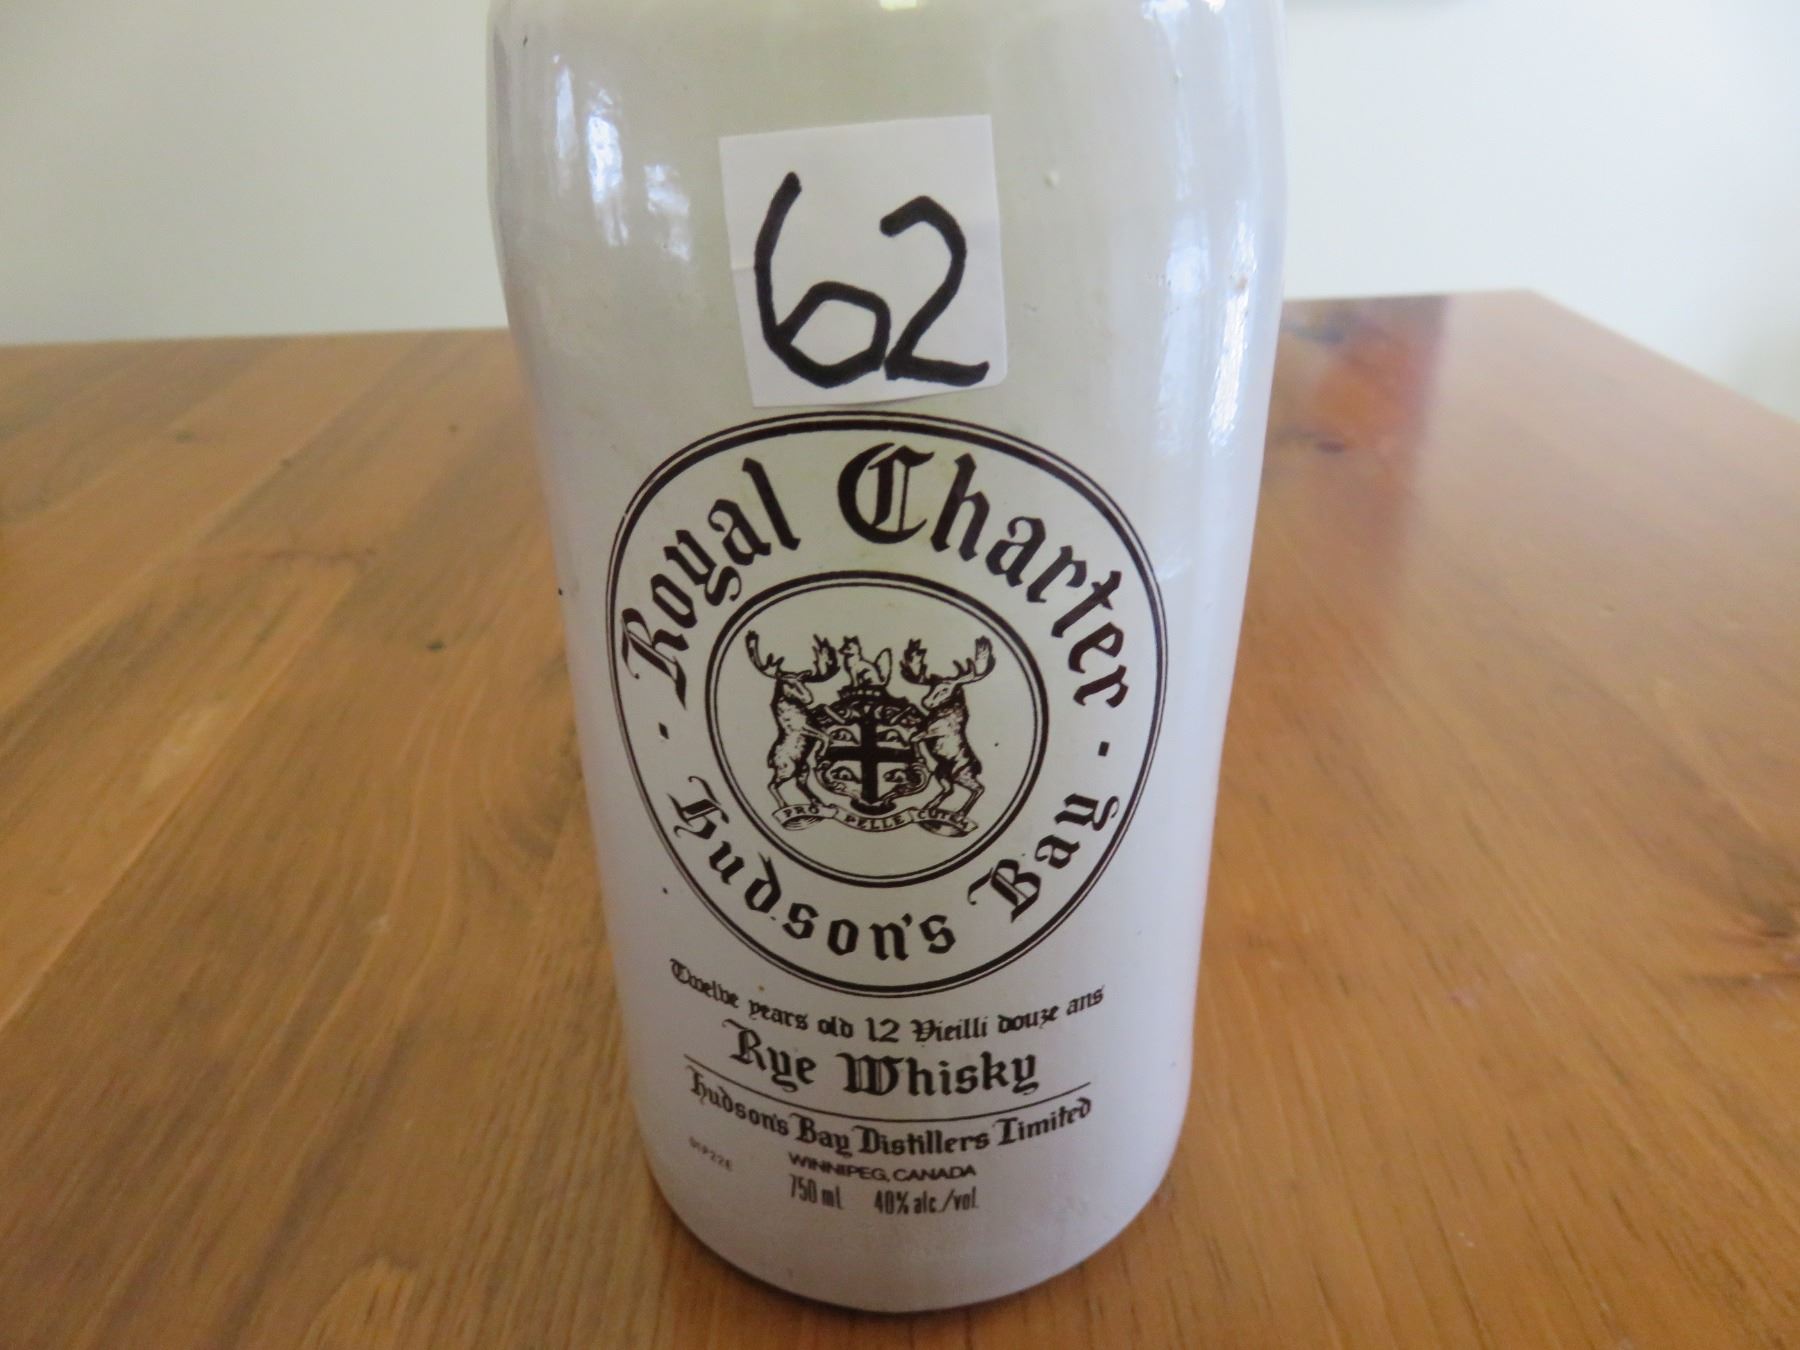 62
Royal Charter
Hudson's Bay
PRO PELLE CUTEM
Twelve years old 12 Vieilli douze ans
Rye Whisky
Hudson's Bay Distillers Limited
WINNIPEG, CANADA
750 ml 40% alc./vol.